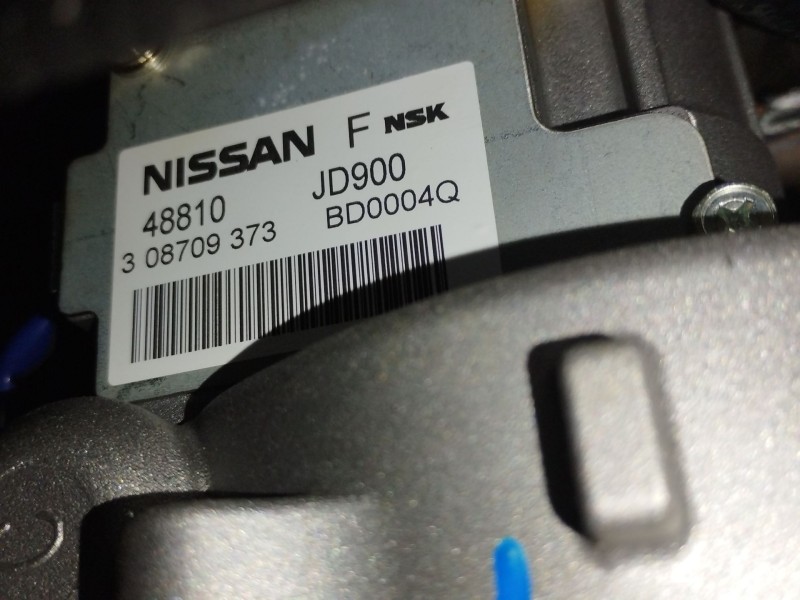 NISSAN F NSK
48810 JD900
3 08709 373 BD0004Q